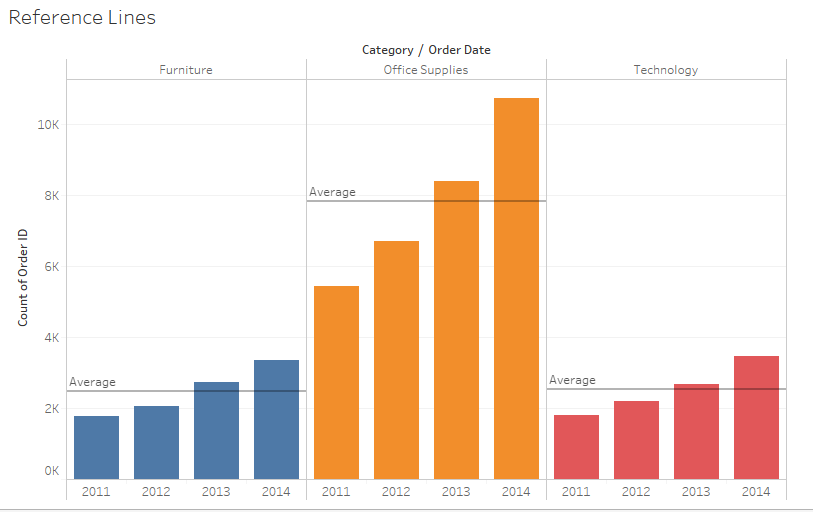 Reference Lines
Category / Order Date
Furniture
Office Supplies
Technology
Count of Order ID
10K
8K
6K
4K
2K
0K
Average
Average
Average
2011 2012 2013 2014 2011 2012 2013 2014 2011 2012 2013 2014